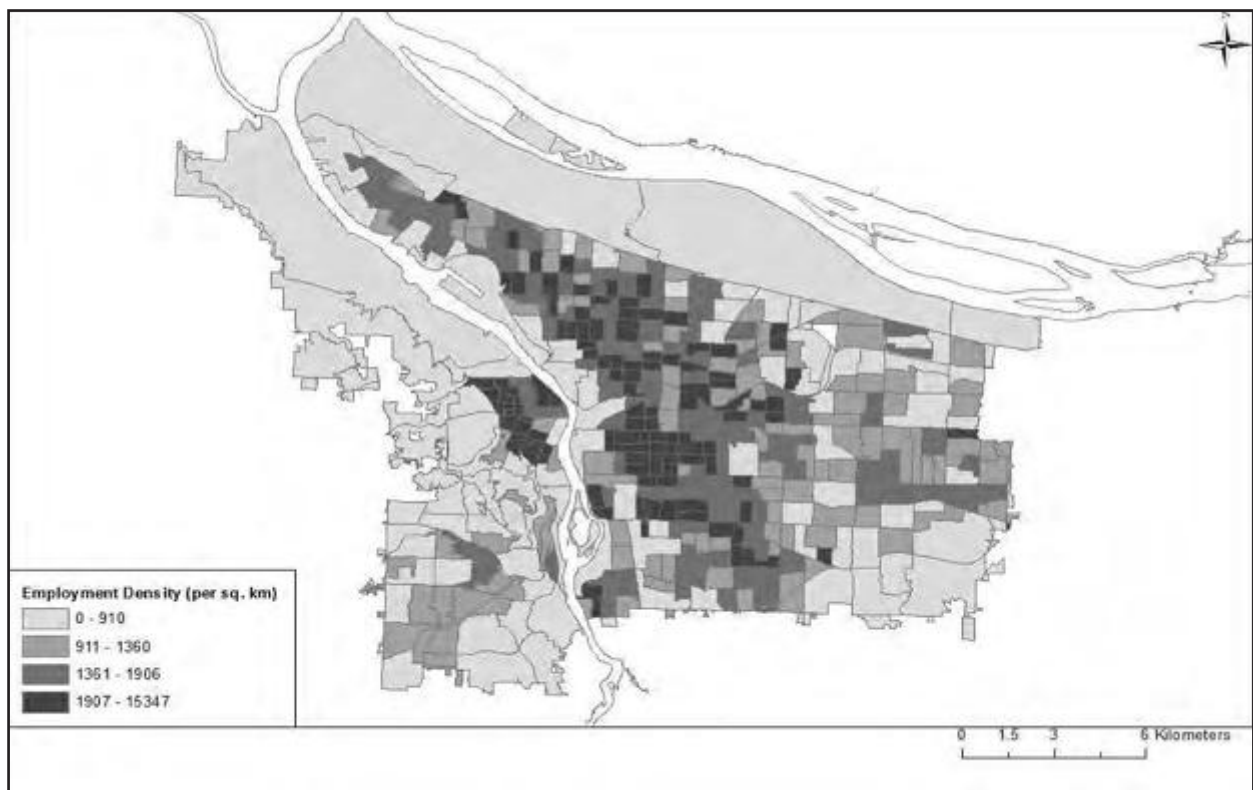 Employment Density (per sq. km)
0 - 910
911 - 1360
1361 - 1906
1907 - 15347
0 1.5 3 6 Kilometers